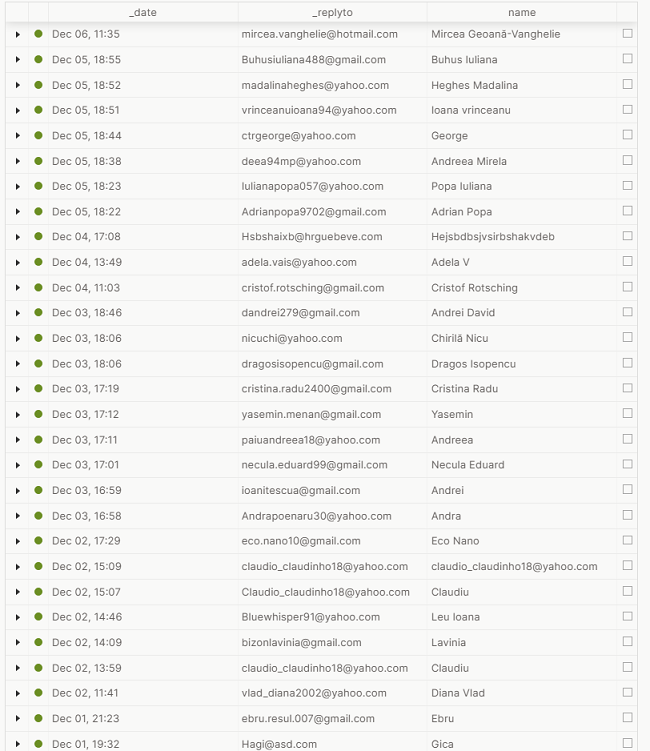 _date _replyto name
Dec 06, 11:35 mircea.vanghelie@hotmail.com Mircea Geoană-Vanghelie
Dec 05, 18:55 Buhusiuliana488@gmail.com Buhus Iuliana
Dec 05, 18:52 madalinaheghes@yahoo.com Heghes Madalina
Dec 05, 18:51 vrinceanuioana94@yahoo.com Ioana vrinceanu
Dec 05, 18:44 ctrgeorge@yahoo.com George
Dec 05, 18:38 deea94mp@yahoo.com Andreea Mirela
Dec 05, 18:23 Iulianapopa057@yahoo.com Popa Iuliana
Dec 05, 18:22 Adrianpopa9702@gmail.com Adrian Popa
Dec 04, 17:08 Hsbshaixb@hrguebeve.com Hejsbdbsjvsirbshakvdeb
Dec 04, 13:49 adela.vais@yahoo.com Adela V
Dec 04, 11:03 cristof.rotsching@gmail.com Cristof Rotsching
Dec 03, 18:46 dandrei279@gmail.com Andrei David
Dec 03, 18:06 nicuchi@yahoo.com Chirilă Nicu
Dec 03, 18:06 dragosisopencu@gmail.com Dragos Isopencu
Dec 03, 17:19 cristina.radu2400@gmail.com Cristina Radu
Dec 03, 17:12 yasemin.menan@gmail.com Yasemin
Dec 03, 17:11 paiuandreea18@yahoo.com Andreea
Dec 03, 17:01 necula.eduard99@gmail.com Necula Eduard
Dec 03, 16:59 ioanitescua@gmail.com Andrei
Dec 03, 16:58 Andrapoenaru30@yahoo.com Andra
Dec 02, 17:29 eco.nano10@gmail.com Eco Nano
Dec 02, 15:09 claudio_claudinho18@yahoo.com claudio_claudinho18@yahoo.com
Dec 02, 15:07 Claudio_claudinho18@yahoo.com Claudiu
Dec 02, 14:46 Bluewhisper91@yahoo.com Leu Ioana
Dec 02, 14:09 bizonlavinia@gmail.com Lavinia
Dec 02, 13:59 claudio_claudinho18@yahoo.com Claudiu
Dec 02, 11:41 vlad_diana2002@yahoo.com Diana Vlad
Dec 01, 21:23 ebru.resul.007@gmail.com Ebru
Dec 01, 19:32 Hagi@asd.com Gica